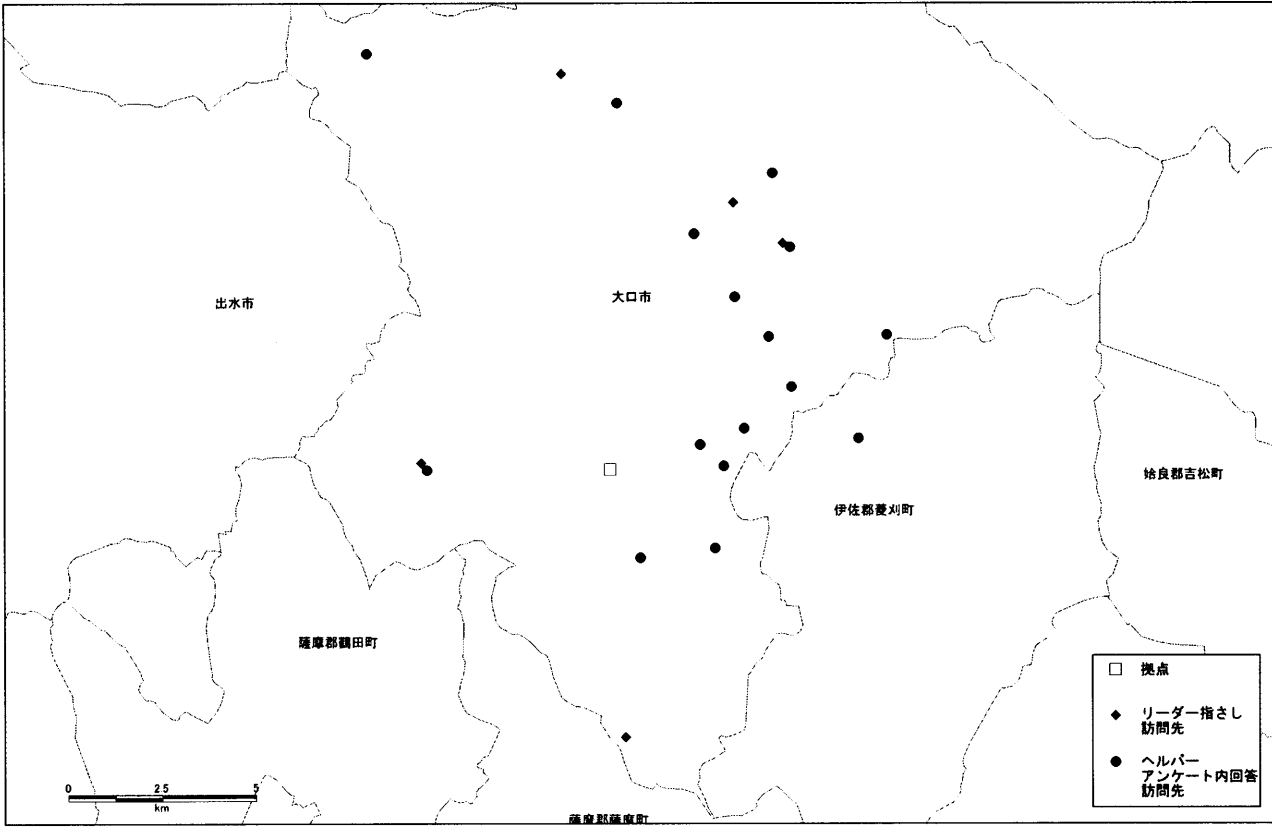 出水市
大口市
姶良郡吉松町
伊佐郡菱刈町
薩摩郡鶴田町
薩摩郡薩摩町
0 2.5 5
km
拠点
リーダー指さし
訪問先
ヘルパー
アンケート内回答
訪問先